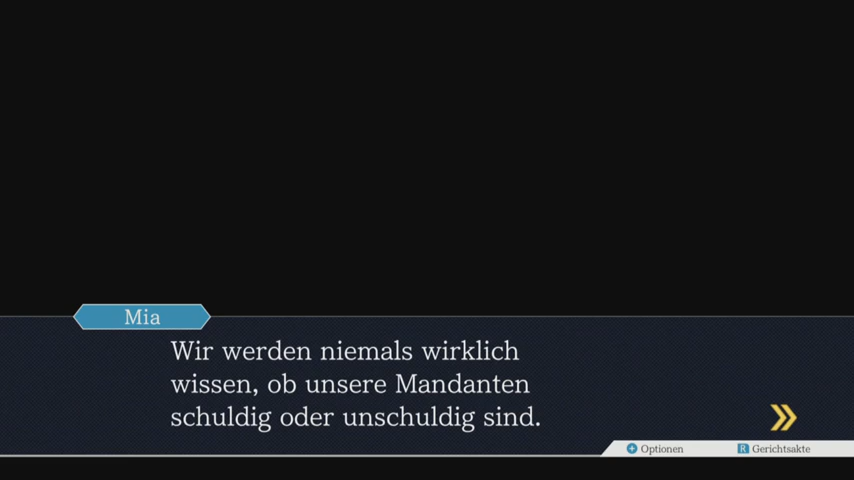 Mia
Wir werden niemals wirklich
wissen, ob unsere Mandanten
schuldig oder unschuldig sind.
+ Optionen R Gerichtsakte